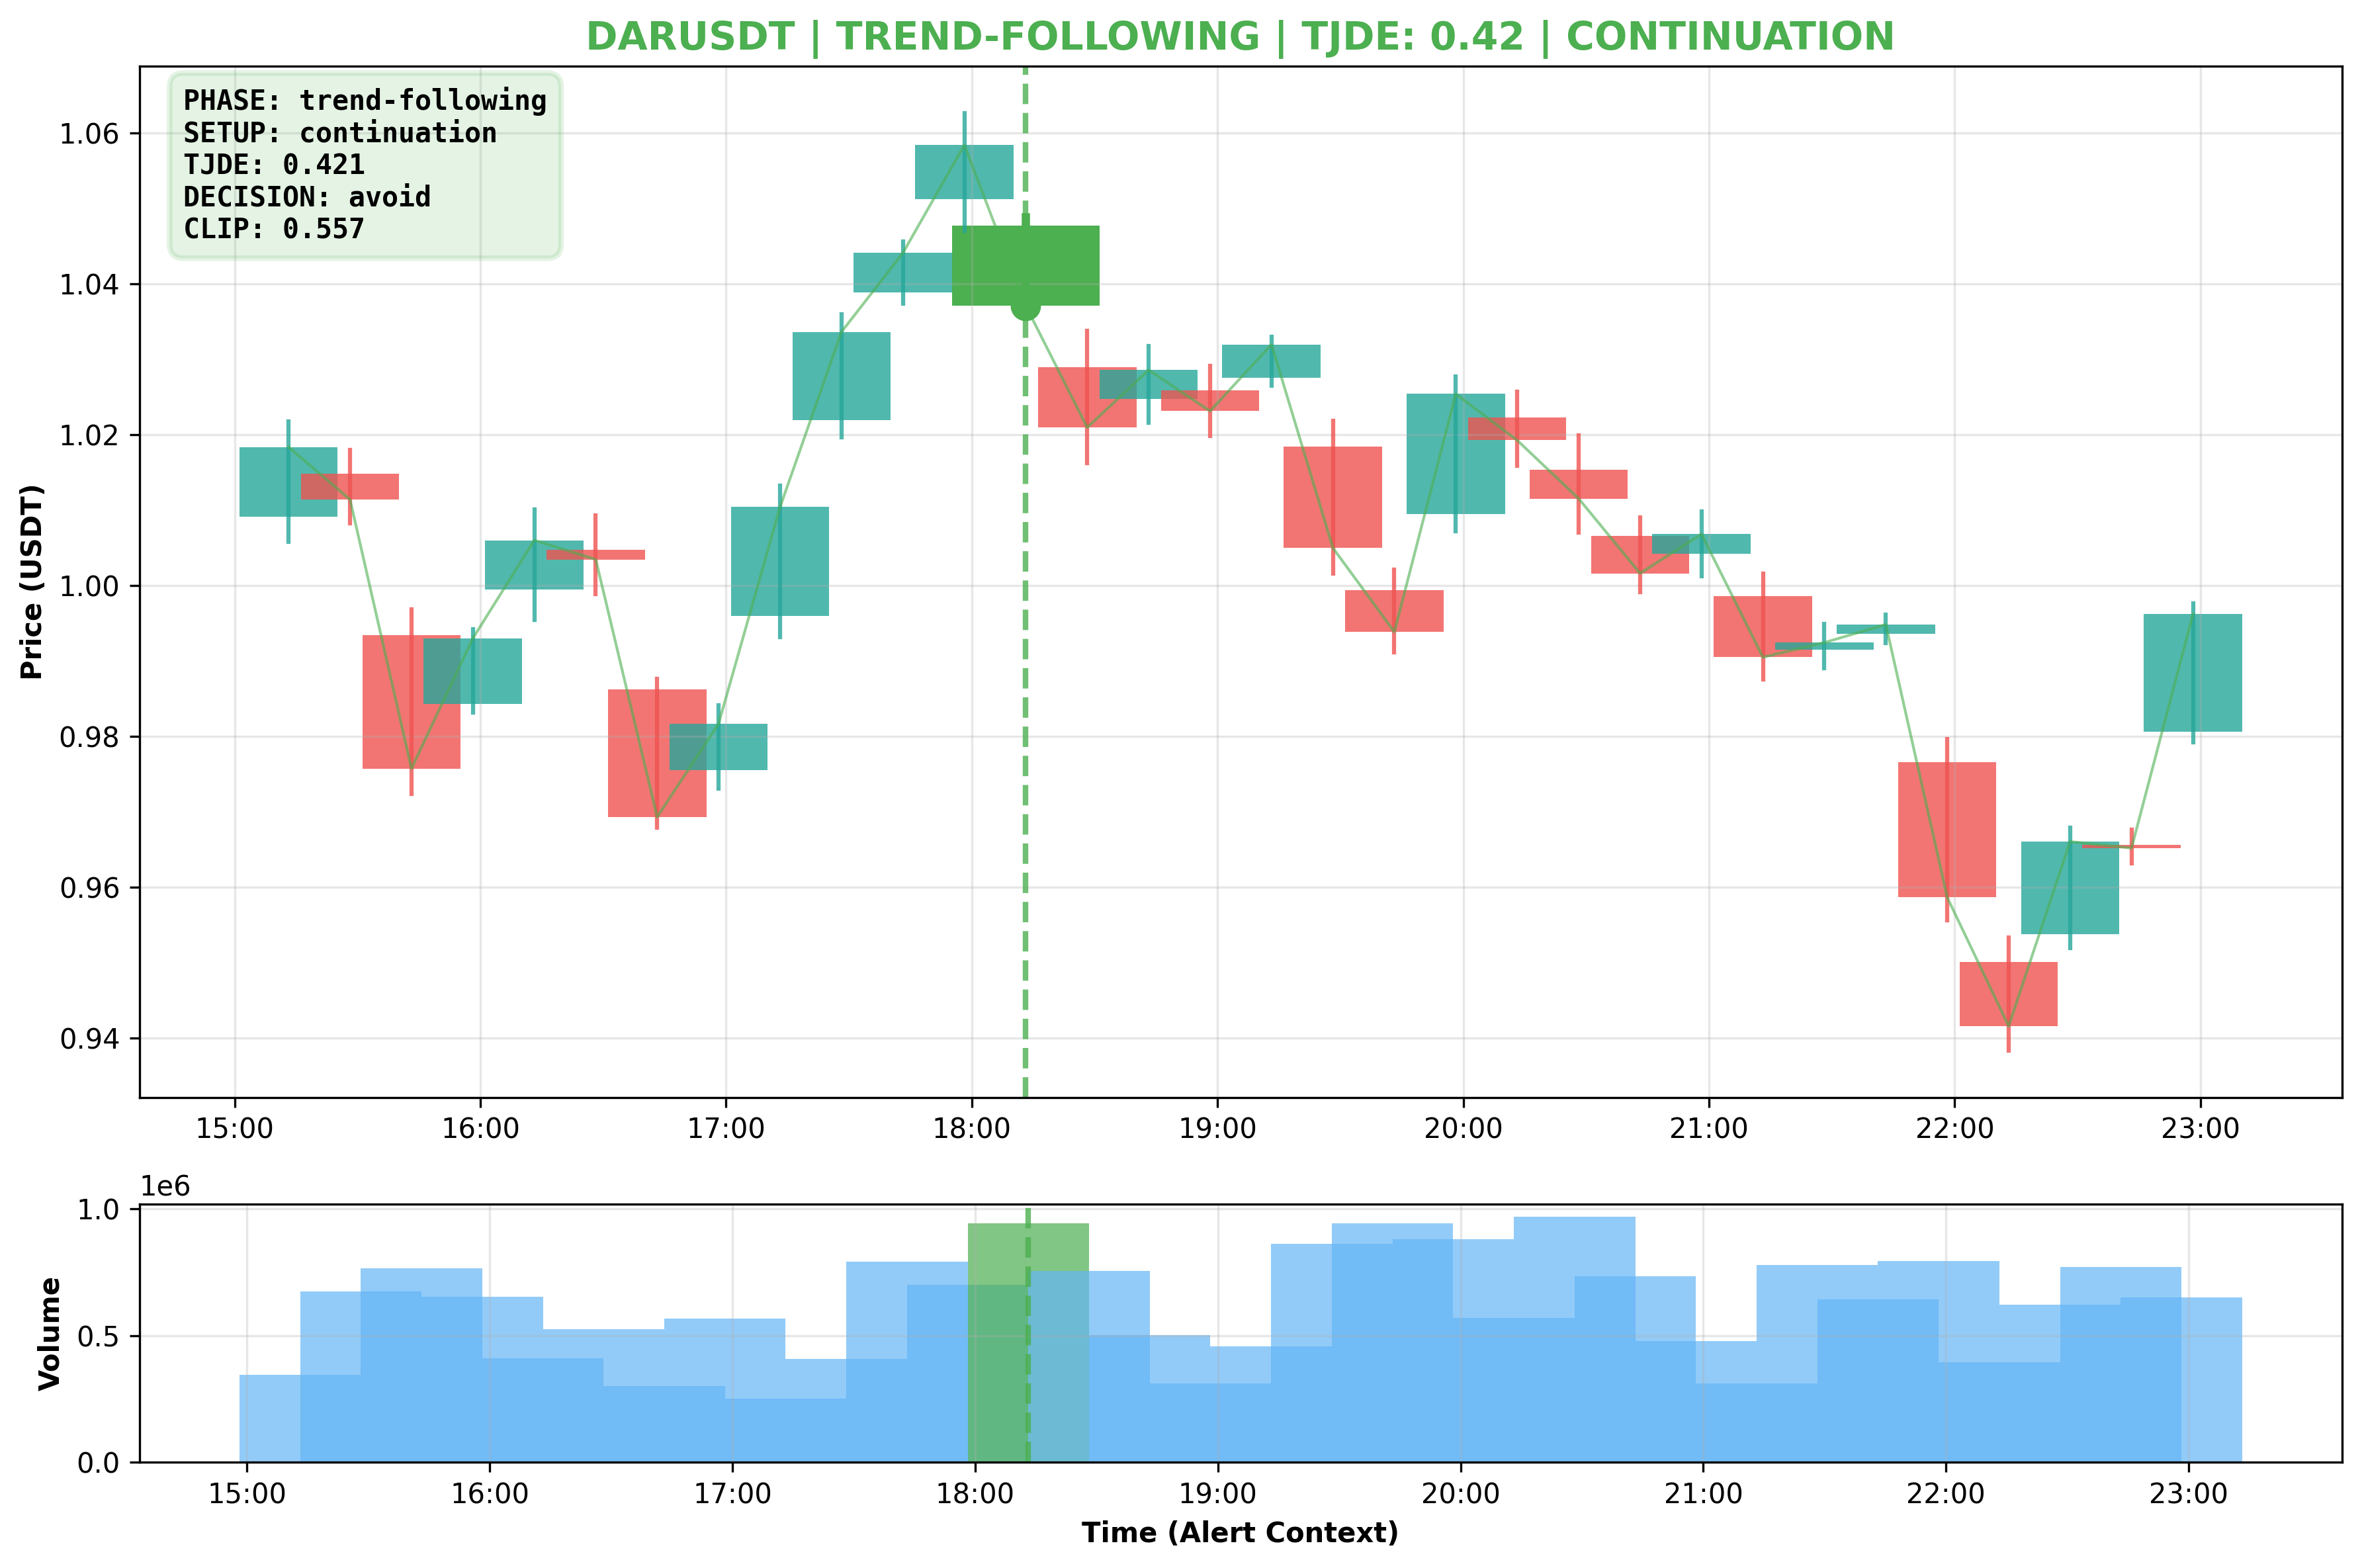 DARUSDT | TREND-FOLLOWING | TJDE: 0.42 | CONTINUATION
PHASE: trend-following
SETUP: continuation
TJDE: 0.421
DECISION: avoid
CLIP: 0.557
Price (USDT)
1.06
1.04
1.02
1.00
0.98
0.96
0.94
15:00 16:00 17:00 18:00 19:00 20:00 21:00 22:00 23:00
1e6
Volume
1.0
0.5
0.0
15:00 16:00 17:00 18:00 19:00 20:00 21:00 22:00 23:00
Time (Alert Context)